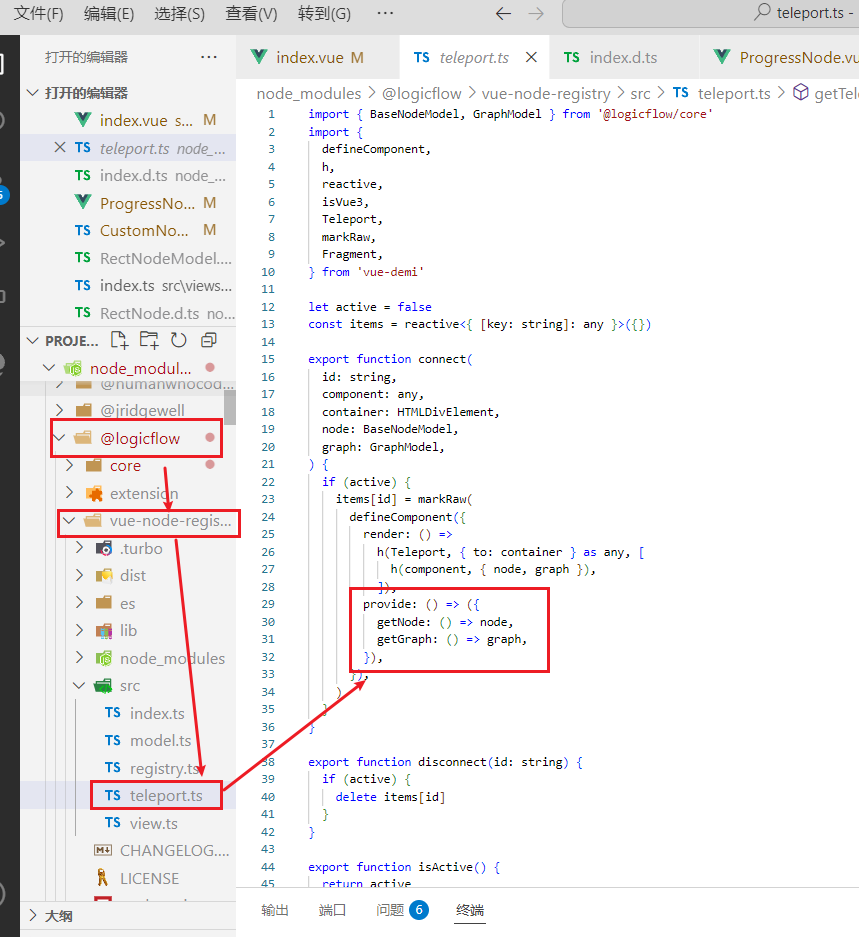 文件(F) 编辑(E) 选择(S) 查看(V) 转到(G) ··· teleport.ts -
打开的编辑器 ···
index.vue M TS teleport.ts TS index.d.ts ProgressNode.vu
打开的编辑器
index.vue s... M
TS teleport.ts node_...
TS index.d.ts node_...
ProgressNo... M
TS CustomNo... M
TS RectNodeModel....
TS index.ts src\views...
TS RectNode.d.ts no...
PROJE...
node_modul...
@humanwhocod...
@jridgewell
@logicflow
core
extension
vue-node-regis...
.turbo
dist
es
lib
node_modules
src
TS index.ts
TS model.ts
TS registry.ts
TS teleport.ts
TS view.ts
CHANGELOG....
LICENSE
大纲
node_modules > @logicflow > vue-node-registry > src > TS teleport.ts > getTele
1 import { BaseNodeModel, GraphModel } from '@logicflow/core'
2 import {
3 defineComponent,
4 h,
5 reactive,
6 isVue3,
7 Teleport,
8 markRaw,
9 Fragment,
10 } from 'vue-demi'
11
12 let active = false
13 const items = reactive<{ [key: string]: any }>({})
14
15 export function connect(
16 id: string,
17 component: any,
18 container: HTMLDivElement,
19 node: BaseNodeModel,
20 graph: GraphModel,
21 ) {
22 if (active) {
23 items[id] = markRaw(
24 defineComponent({
25 render: () =>
26 h(Teleport, { to: container } as any, [
27 h(component, { node, graph }),
28 ]),
29 provide: () => ({
30 getNode: () => node,
31 getGraph: () => graph,
32 }),
33 }),
34 )
35 }
36 }
37
38 export function disconnect(id: string) {
39 if (active) {
40 delete items[id]
41 }
42 }
43
44 export function isActive() {
45 return active
输出 端口 问题 6 终端